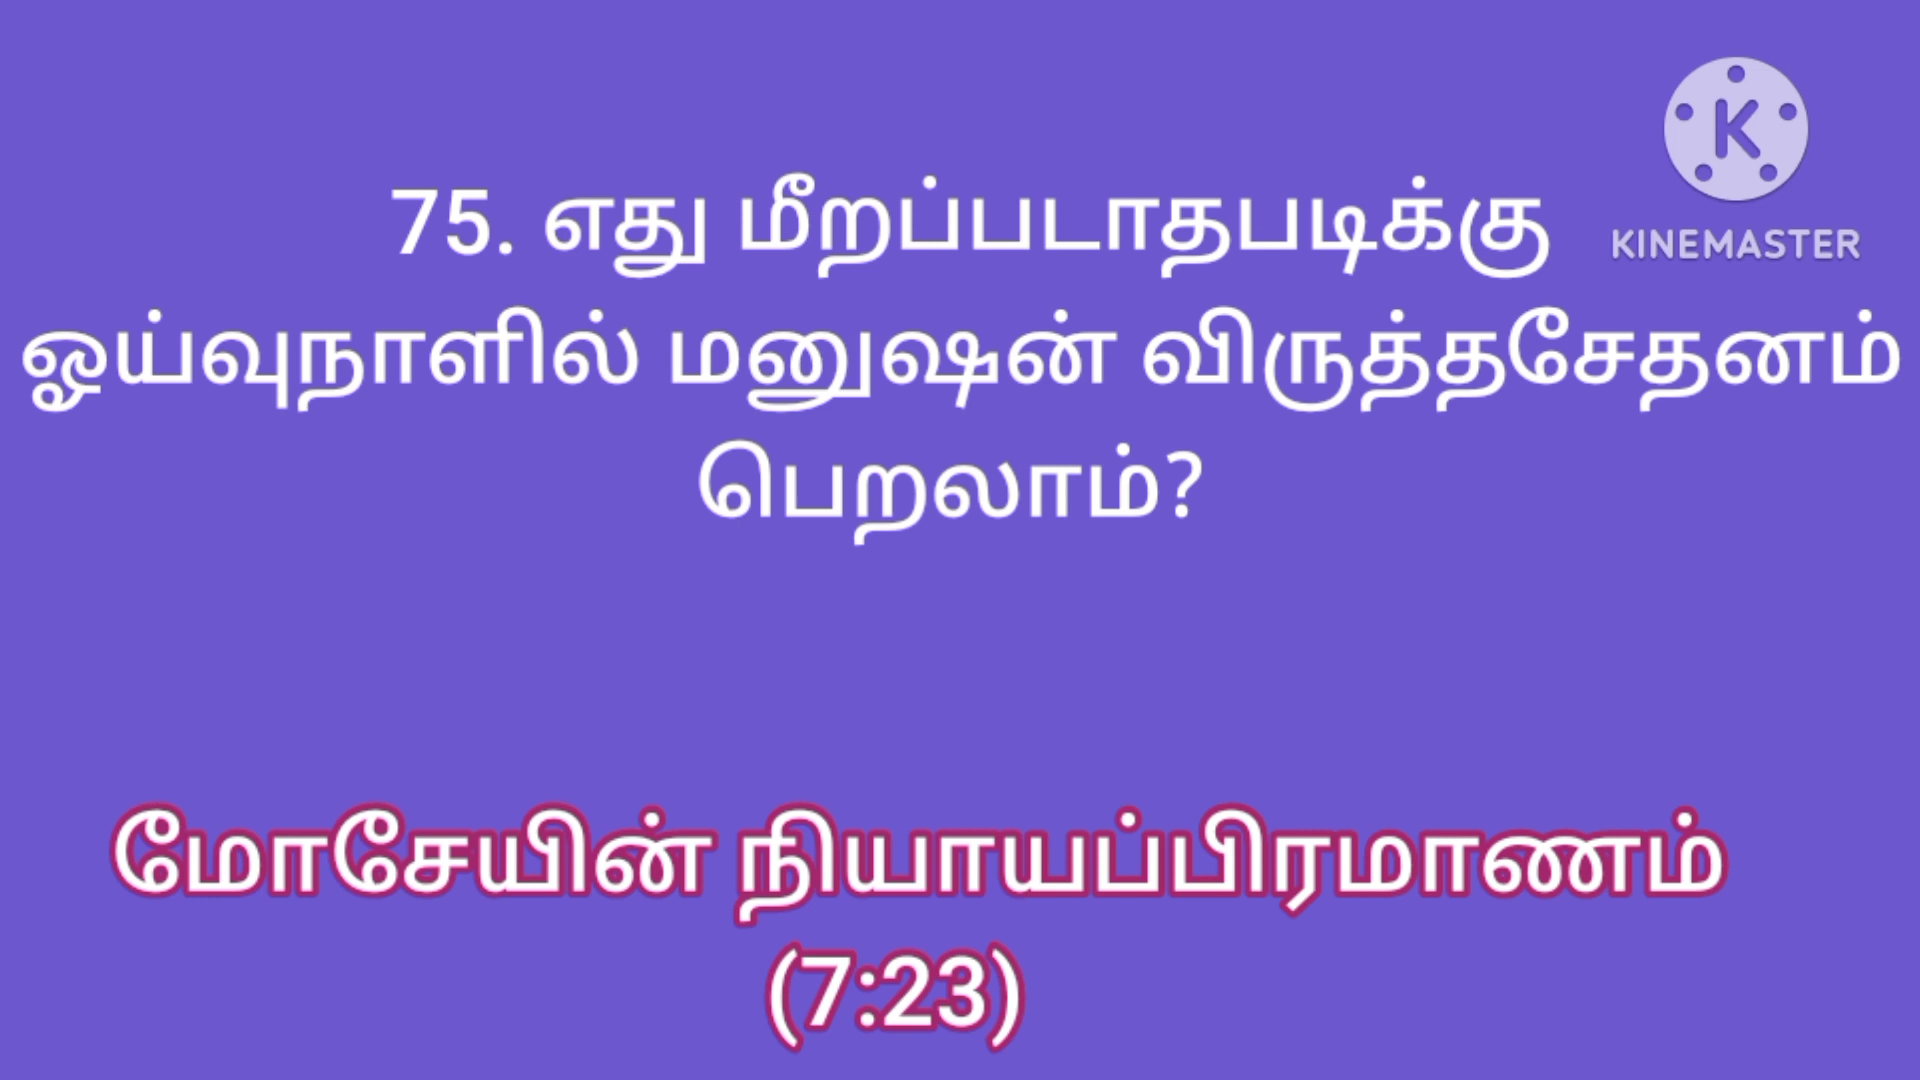 KINEMASTER
75. எது மீறப்படாதபடிக்கு
ஓய்வுநாளில் மனுஷன் விருத்தசேதனம்
பெறலாம்?
மோசேயின் நியாயப்பிரமாணம்
(7:23)